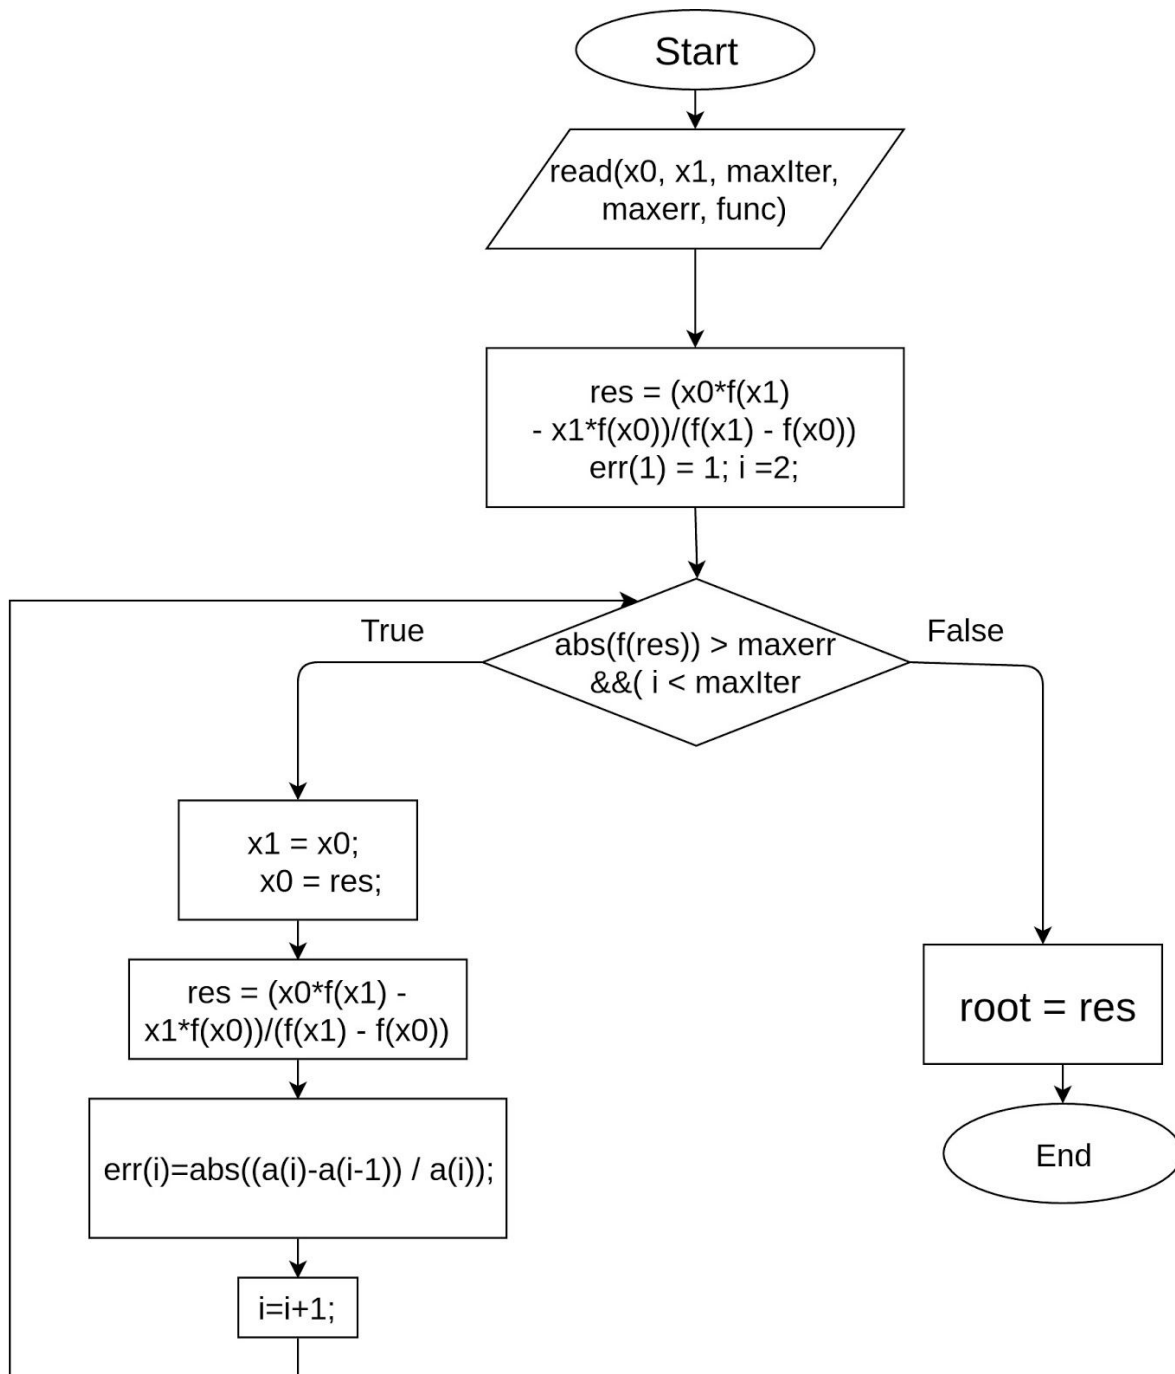 Start
read(x0, x1, maxIter,
maxerr, func)
res = (x0*f(x1)
- x1*f(x0))/(f(x1) - f(x0))
err(1) = 1; i =2;
abs(f(res)) > maxerr
&&( i < maxIter
True
False
x1 = x0;
x0 = res;
res = (x0*f(x1) -
x1*f(x0))/(f(x1) - f(x0))
err(i)=abs((a(i)-a(i-1)) / a(i));
i=i+1;
root = res
End